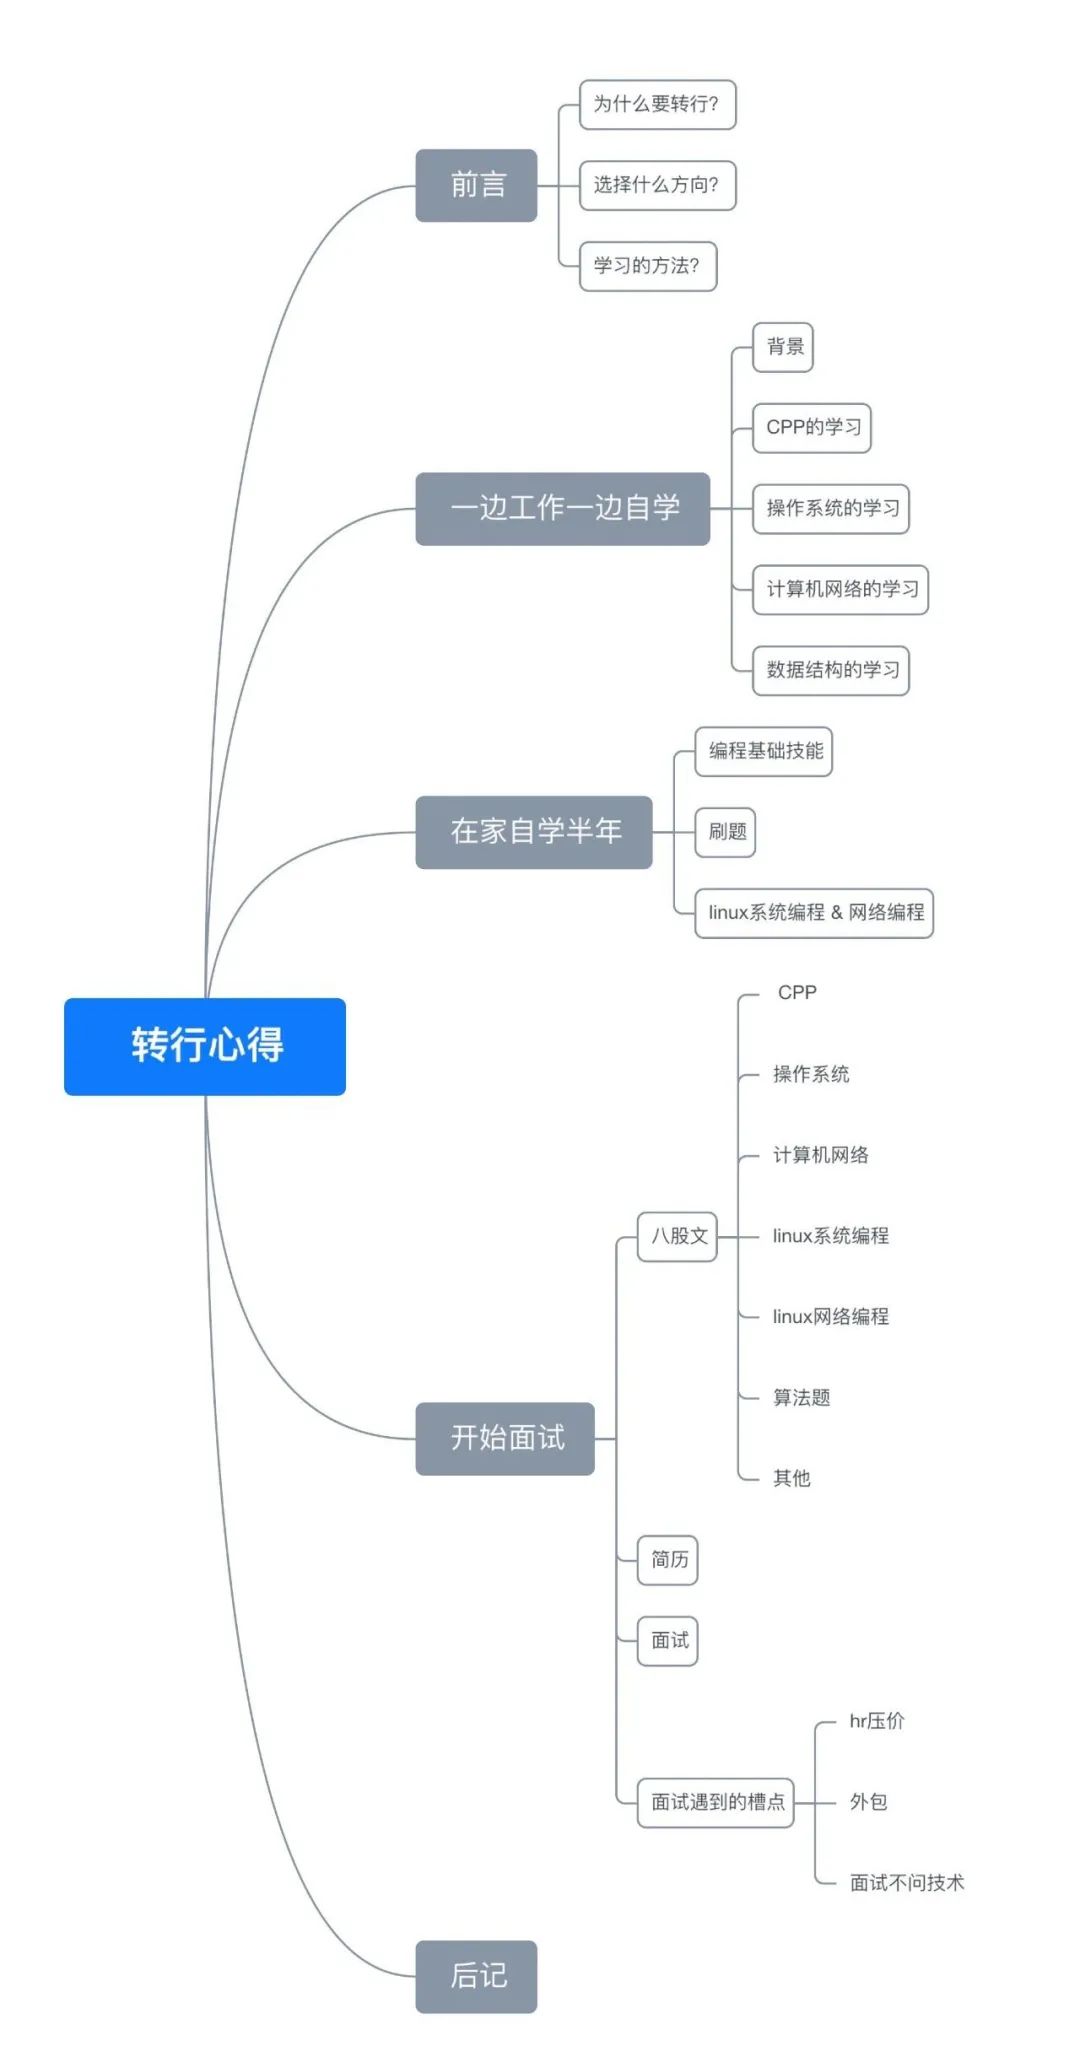 转行心得
前言
为什么要转行?
选择什么方向?
学习的方法?
一边工作一边自学
背景
CPP的学习
操作系统的学习
计算机网络的学习
数据结构的学习
在家自学半年
编程基础技能
刷题
linux系统编程 & 网络编程
开始面试
八股文
CPP
操作系统
计算机网络
linux系统编程
linux网络编程
算法题
其他
简历
面试
面试遇到的槽点
hr压价
外包
面试不问技术
后记